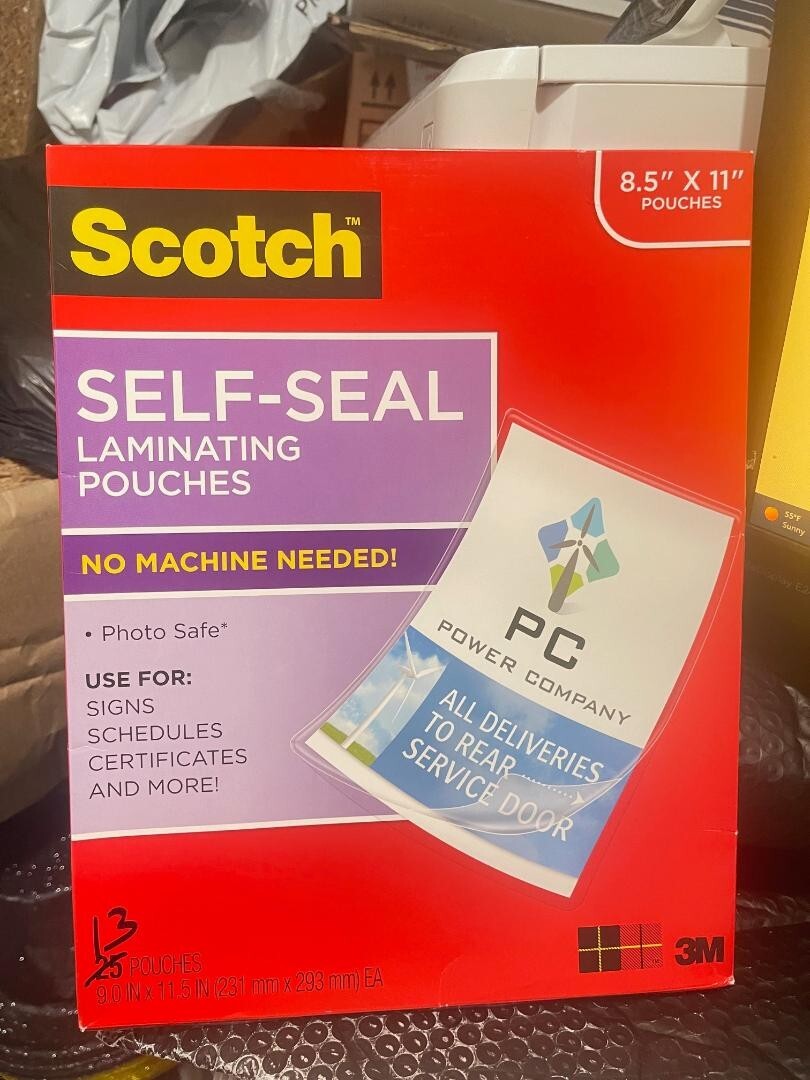 8.5" X 11"
POUCHES
Scotch™
SELF-SEAL
LAMINATING
POUCHES
NO MACHINE NEEDED!
• Photo Safe*
USE FOR:
SIGNS
SCHEDULES
CERTIFICATES
AND MORE!
PC
POWER COMPANY
ALL DELIVERIES
TO REAR
SERVICE DOOR
55°F
Sunny
13
25 POUCHES
9.0 IN x 11.5 IN (231 mm x 293 mm) EA
3M